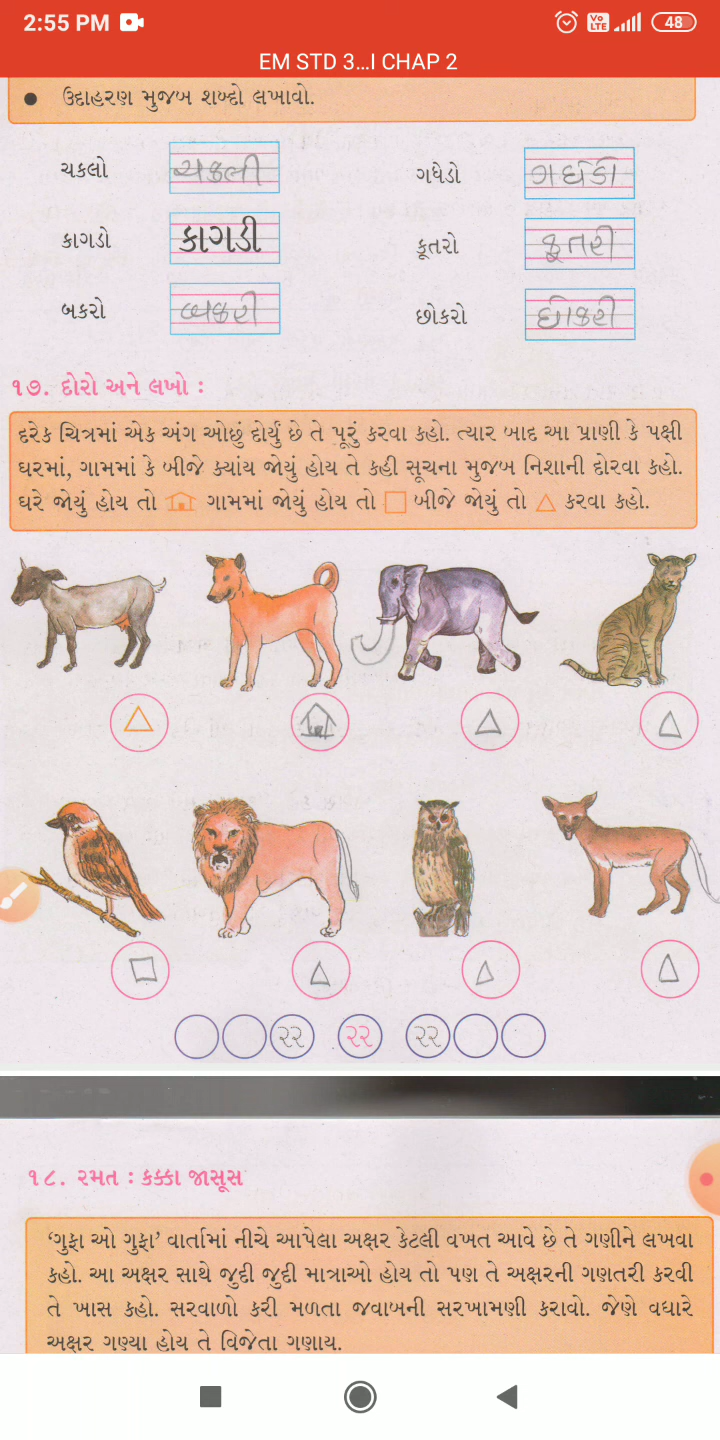 2:55 PM
Vo LTE 48
EM STD 3...I CHAP 2
● ઉદાહરણ મુજબ શબ્દો લખાવો.
ચકલો ચકલી ગધેડો ગધેડી
કાગડો કાગડી કૂતરો કૂતરી
બકરો બકરી છોકરો છોકરી
૧૭. દોરો અને લખો :
દરેક ચિત્રમાં એક અંગ ઓછું દોર્યું છે તે પૂરું કરવા કહો. ત્યાર બાદ આ પ્રાણી કે પક્ષી
ઘરમાં, ગામમાં કે બીજે ક્યાંય જોયું હોય તે કહી સૂચના મુજબ નિશાની દોરવા કહો.
ઘરે જોયું હોય તો ગામમાં જોયું હોય તો બીજે જોયું તો કરવા કહો.
૨૨ ૨૨ ૨૨
૧૮. રમત : કક્કા જાસૂસ
‘ગુફા ઓ ગુફા’ વાર્તામાં નીચે આપેલા અક્ષર કેટલી વખત આવે છે તે ગણીને લખવા
કહો. આ અક્ષર સાથે જુદી જુદી માત્રાઓ હોય તો પણ તે અક્ષરની ગણતરી કરવી
તે ખાસ કહો. સરવાળો કરી મળતા જવાબની સરખામણી કરાવો. જેણે વધારે
અક્ષર ગણ્યા હોય તે વિજેતા ગણાય.